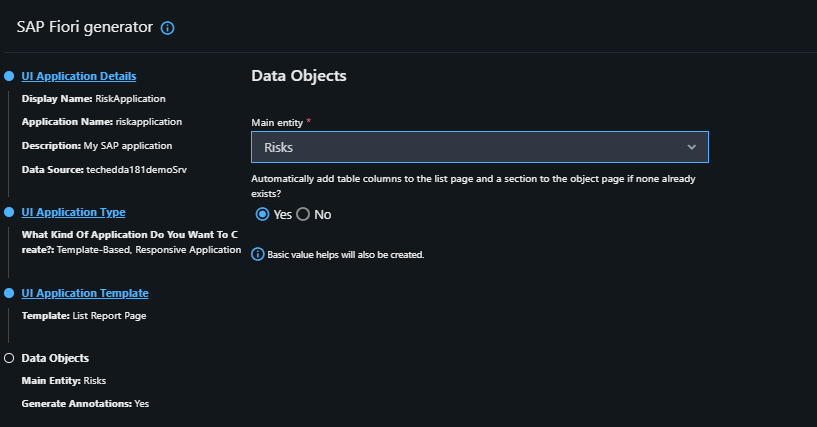 SAP Fiori generator
UI Application Details
Display Name: RiskApplication
Application Name: riskapplication
Description: My SAP application
Data Source: techedda181demoSrv
UI Application Type
What Kind Of Application Do You Want To C
reate?: Template-Based, Responsive Application
UI Application Template
Template: List Report Page
Data Objects
Main Entity: Risks
Generate Annotations: Yes
Data Objects
Main entity *
Risks
Automatically add table columns to the list page and a section to the object page if none already
exists?
Yes No
Basic value helps will also be created.